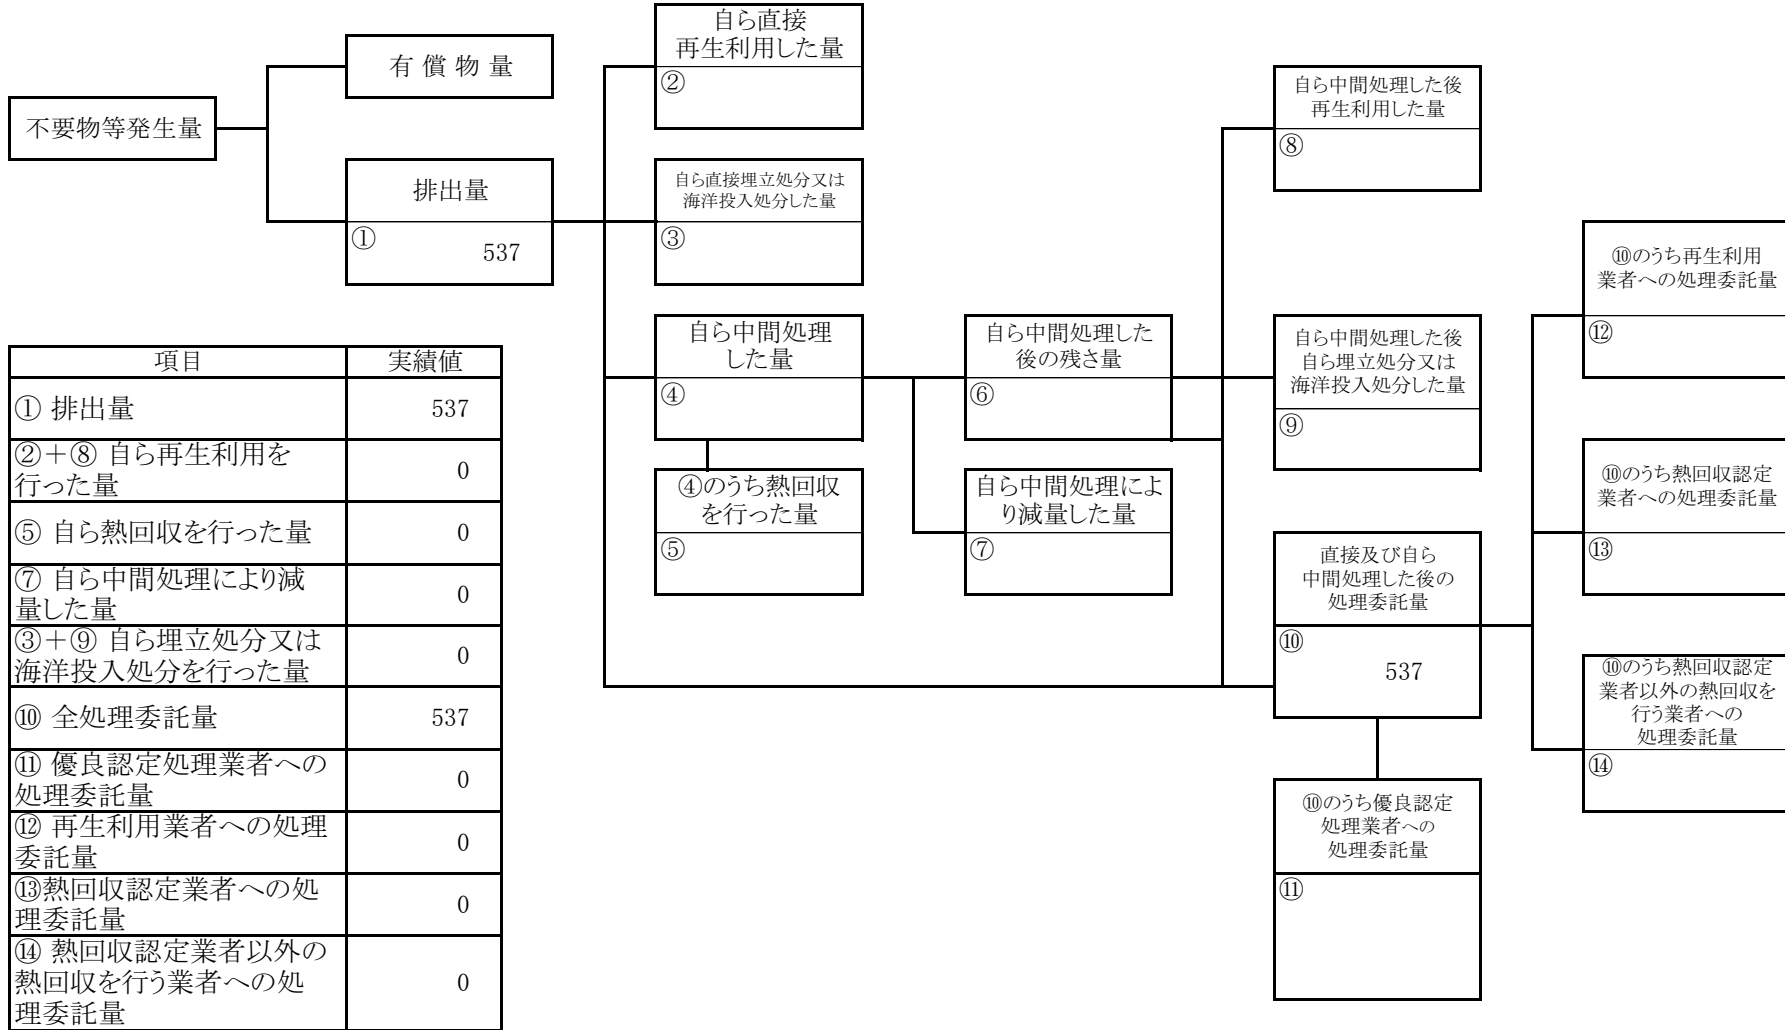 不要物等発生量
有 償 物 量
排出量
①
537
自ら直接
再生利用した量
②
自ら直接埋立処分又は
海洋投入処分した量
③
自ら中間処理
した量
④
④のうち熱回収
を行った量
⑤
自ら中間処理した
後の残さ量
⑥
自ら中間処理によ
り減量した量
⑦
自ら中間処理した後
再生利用した量
⑧
自ら中間処理した後
自ら埋立処分又は
海洋投入処分した量
⑨
直接及び自ら
中間処理した後の
処理委託量
⑩
537
⑩のうち優良認定
処理業者への
処理委託量
⑪
⑩のうち再生利用
業者への処理委託量
⑫
⑩のうち熱回収認定
業者への処理委託量
⑬
⑩のうち熱回収認定
業者以外の熱回収を
行う業者への
処理委託量
⑭
項目 実績値
① 排出量 537
②＋⑧ 自ら再生利用を
行った量 0
⑤ 自ら熱回収を行った量 0
⑦ 自ら中間処理により減
量した量 0
③＋⑨ 自ら埋立処分又は
海洋投入処分を行った量 0
⑩ 全処理委託量 537
⑪ 優良認定処理業者への
処理委託量 0
⑫ 再生利用業者への処理
委託量 0
⑬熱回収認定業者への処
理委託量 0
⑭ 熱回収認定業者以外の
熱回収を行う業者への処
理委託量 0